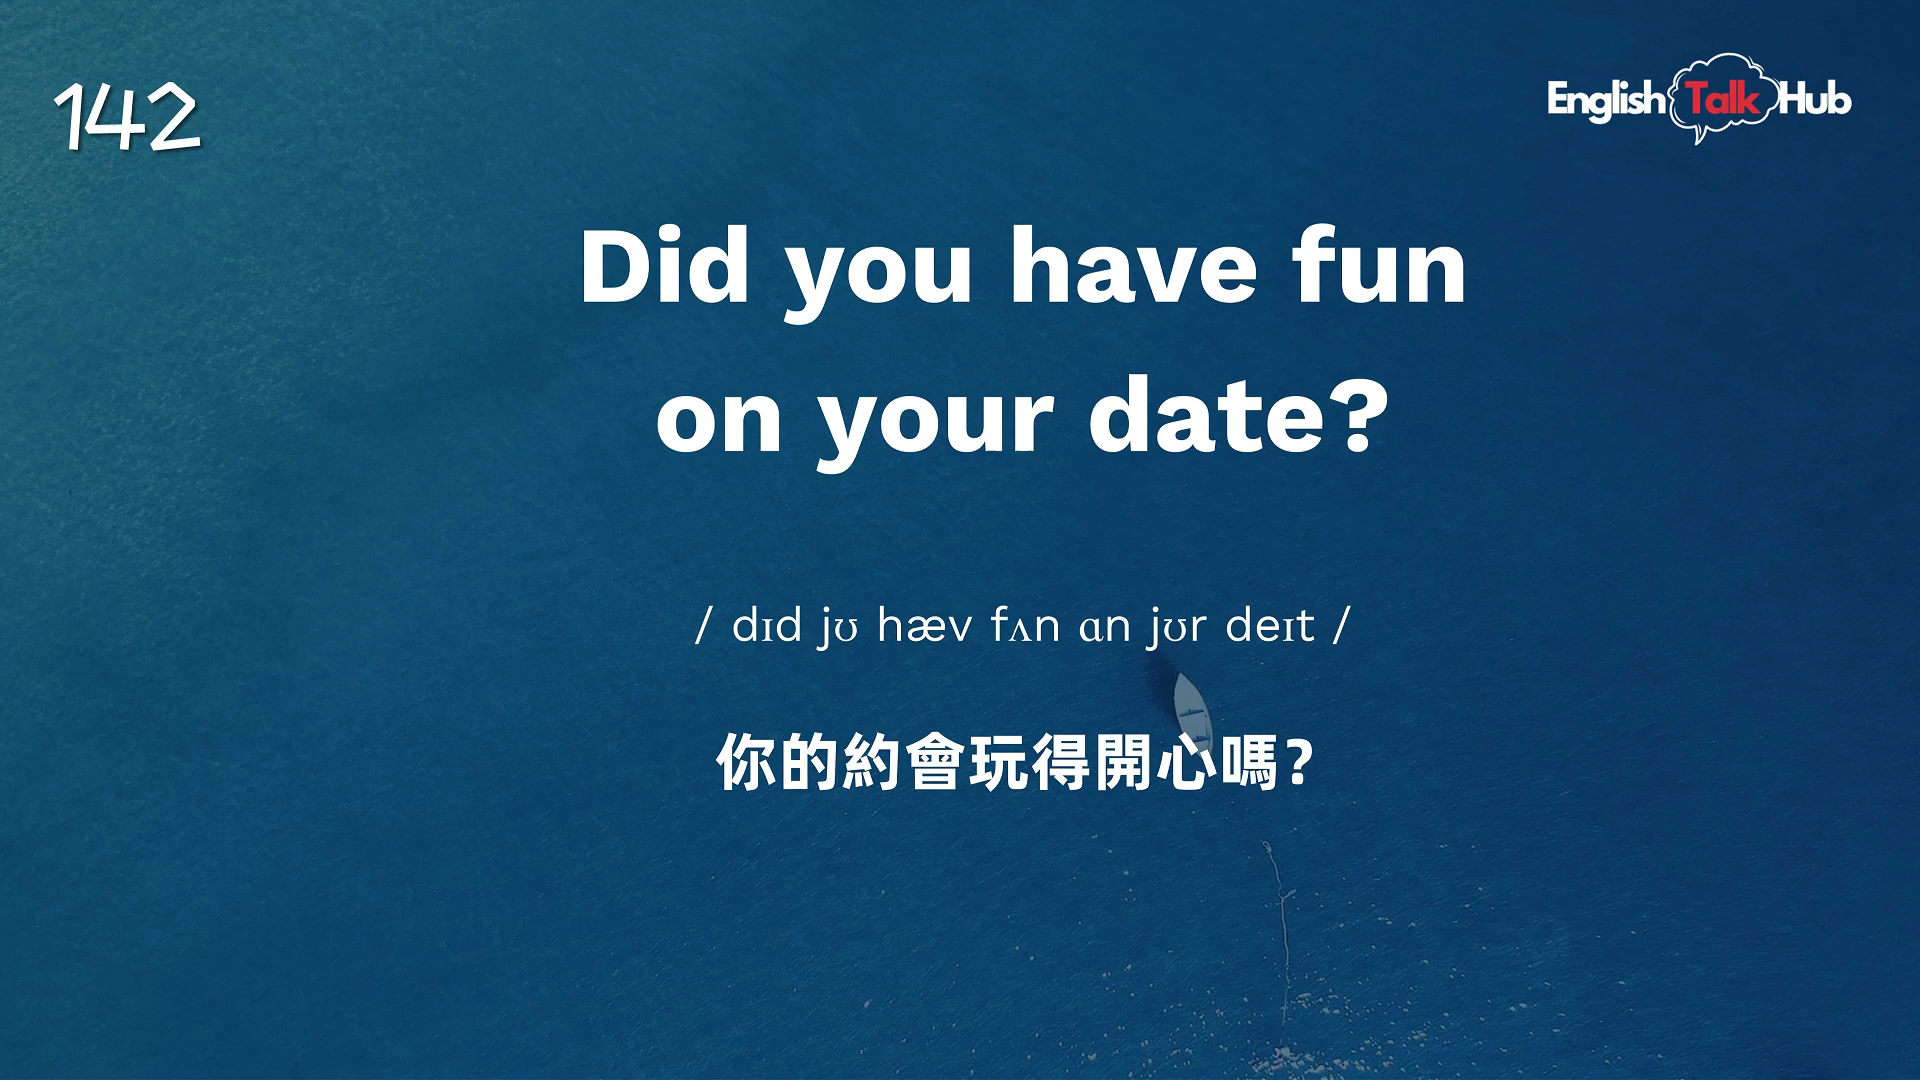 142
English Talk Hub
Did you have fun
on your date?
/ dɪd jʊ hæv fʌn ɑn jʊr deɪt /
你的約會玩得開心嗎?